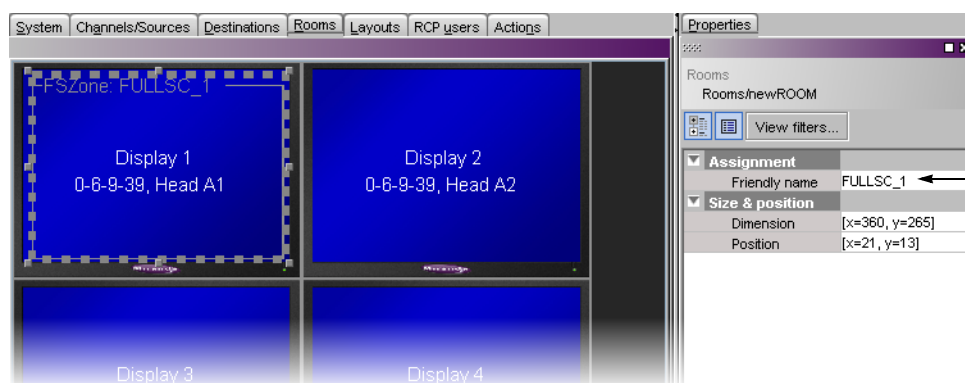 System Channels/Sources Destinations Rooms Layouts RCP users Actions
FSZone: FULLSC_1
Display 1
0-6-9-39, Head A1
Display 2
0-6-9-39, Head A2
Miranda
Miranda
Display 3
Display 4
Properties
Rooms
Rooms/newROOM
View filters...
Assignment
Friendly name FULLSC_1
Size & position
Dimension [x=360, y=265]
Position [x=21, y=13]